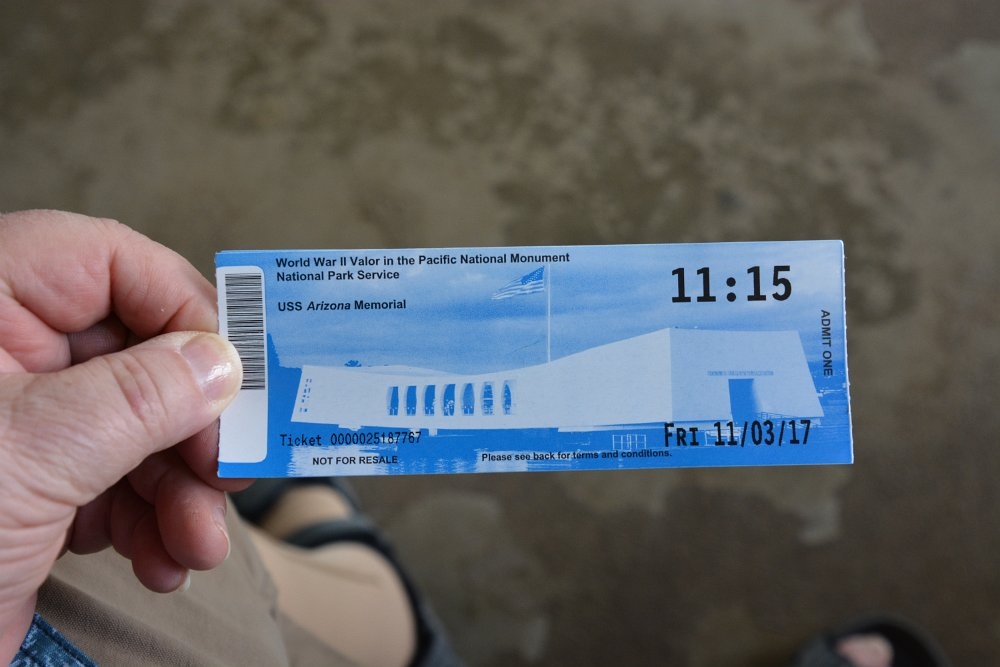 World War II Valor in the Pacific National Monument
National Park Service
USS Arizona Memorial
11:15
ADMIT ONE
Ticket 0000025187767
FRI 11/03/17
NOT FOR RESALE
Please see back for terms and conditions.